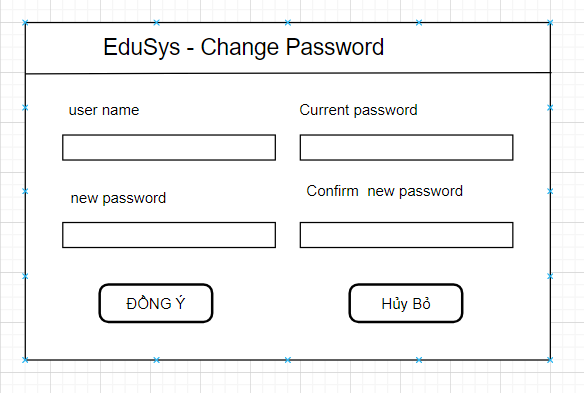 EduSys - Change Password
user name
Current password
new password
Confirm  new password
ĐỒNG Ý
Hủy Bỏ